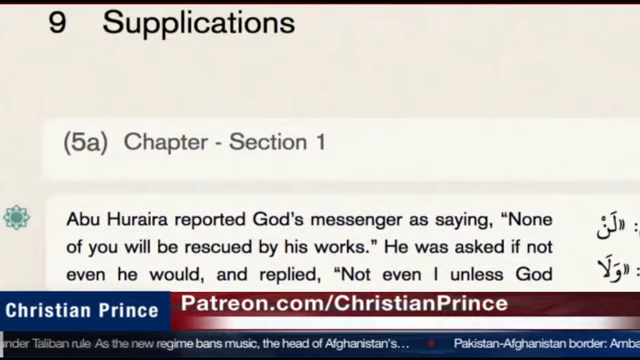 9 Supplications
(5a) Chapter - Section 1
Abu Huraira reported God's messenger as saying, “None
of you will be rescued by his works.” He was asked if not
even he would, and replied, “Not even I unless God
«لَنْ
«وَلَا
Christian Prince
Patreon.com/ChristianPrince
under Taliban rule As the new regime bans music, the head of Afghanistan's...
Pakistan-Afghanistan border: